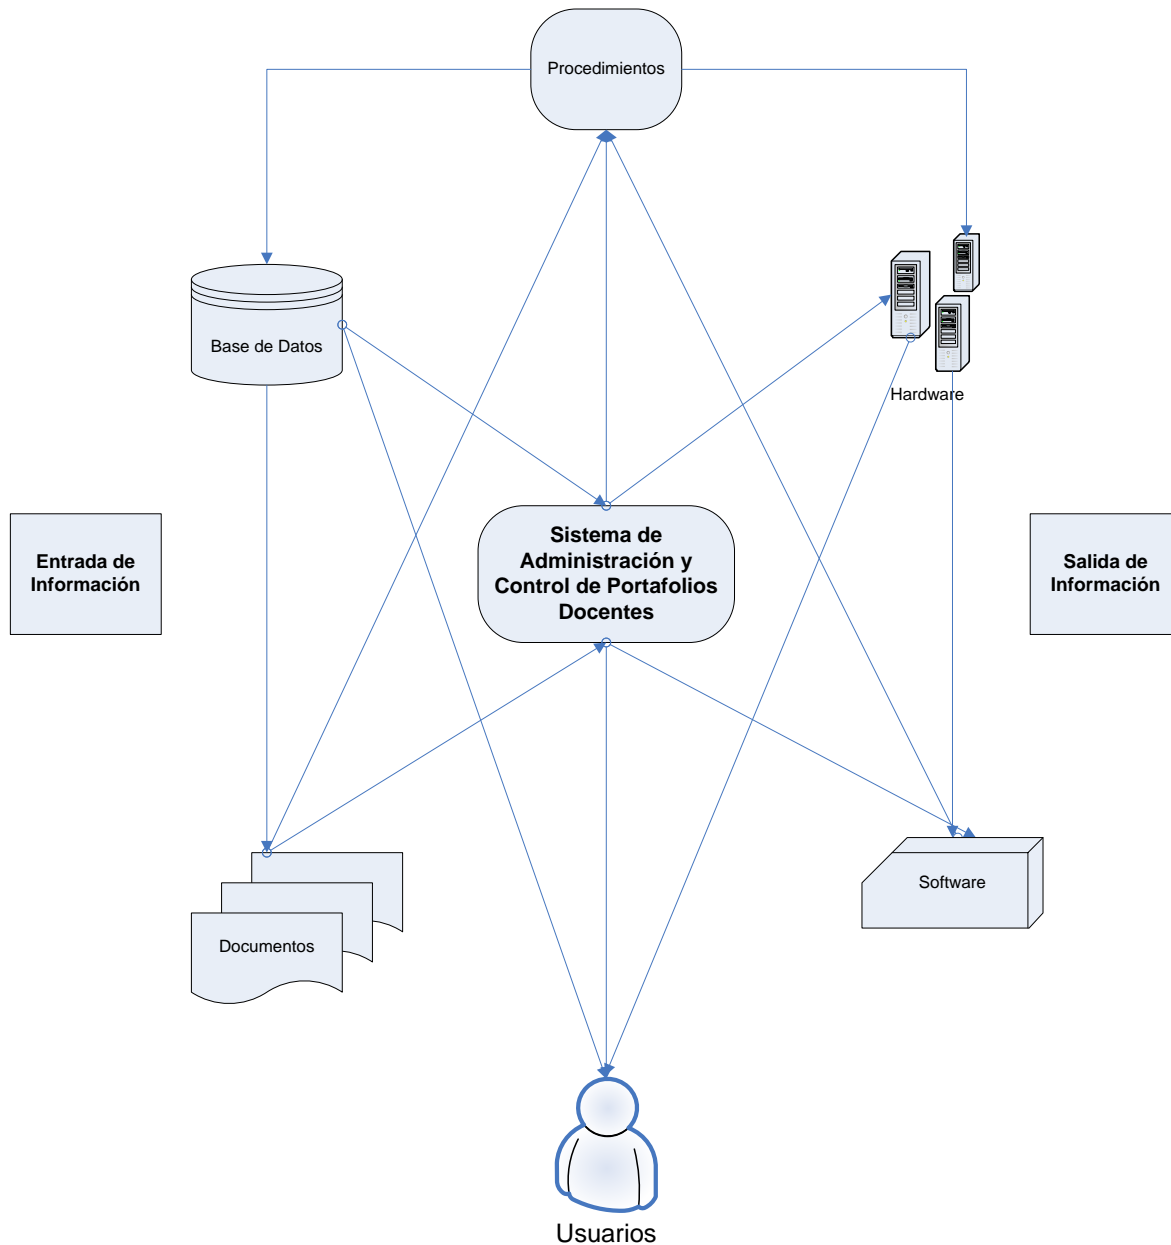 Procedimientos
Base de Datos
Hardware
Entrada de
Información
Sistema de
Administración y
Control de Portafolios
Docentes
Salida de
Información
Software
Documentos
Usuarios